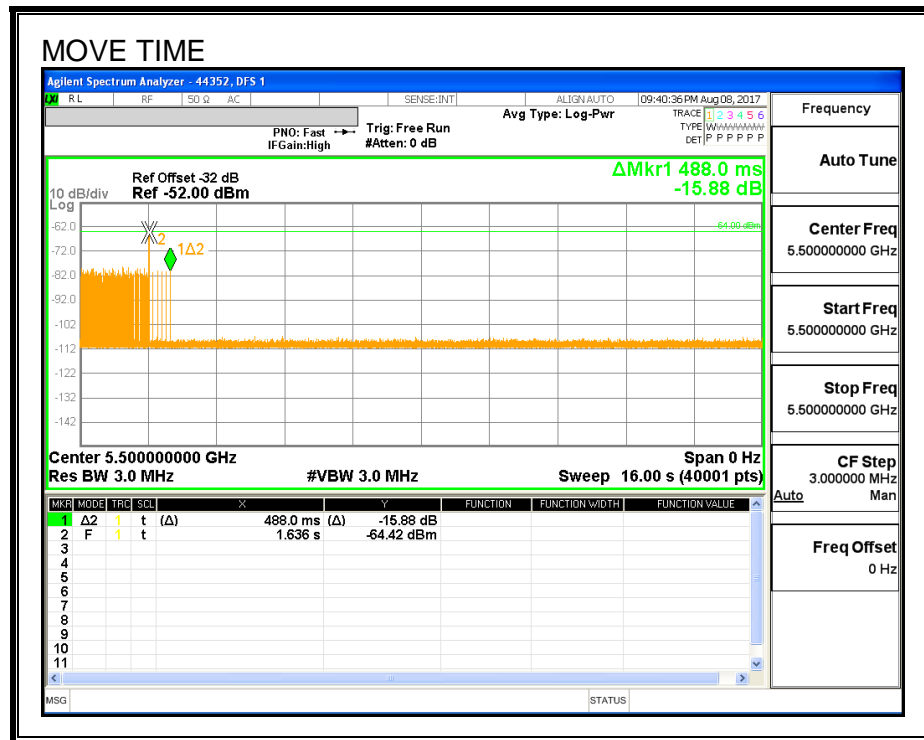 MOVE TIME
Agilent Spectrum Analyzer - 44352, DFS 1
LXI RL RF 50 Ω AC SENSE:INT ALIGN AUTO 09:40:36 PM Aug 08, 2017
Avg Type: Log-Pwr TRACE 1 2 3 4 5 6
PNO: Fast Trig: Free Run TYPE WWWWWW
IFGain:High #Atten: 0 dB DET P P P P P P
Ref Offset -32 dB ΔMkr1 488.0 ms
10 dB/div Ref -52.00 dBm -15.88 dB
Log
-62.0
-64.00 dBm
2
1Δ2
-72.0
-82.0
-92.0
-102
-112
-122
-132
-142
Center 5.500000000 GHz Span 0 Hz
Res BW 3.0 MHz #VBW 3.0 MHz Sweep 16.00 s (40001 pts)
MKR MODE TRC SCL X Y FUNCTION FUNCTION WIDTH FUNCTION VALUE
1 Δ2 1 t (Δ) 488.0 ms (Δ) -15.88 dB
2 F 1 t 1.636 s -64.42 dBm
3
4
5
6
7
8
9
10
11
MSG STATUS
Frequency
Auto Tune
Center Freq
5.500000000 GHz
Start Freq
5.500000000 GHz
Stop Freq
5.500000000 GHz
CF Step
3.000000 MHz
Auto Man
Freq Offset
0 Hz